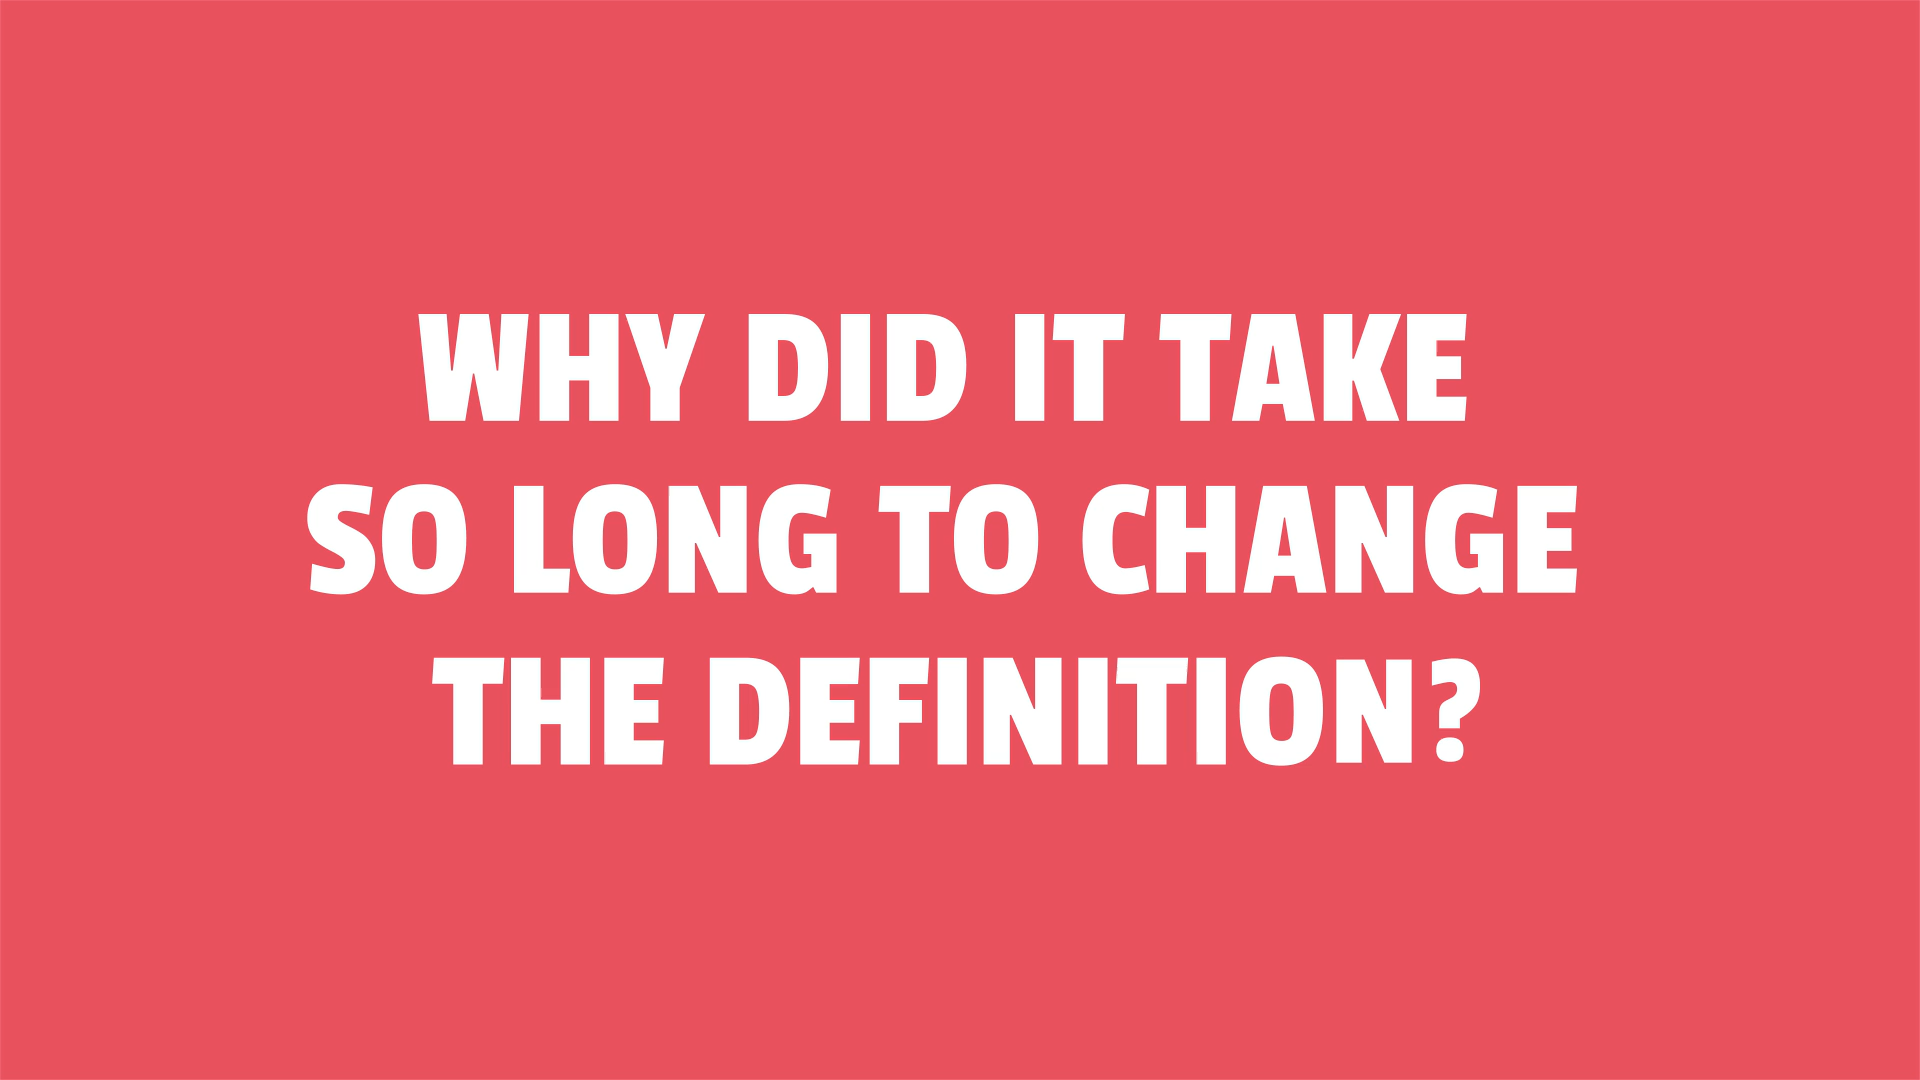 WHY DID IT TAKE
SO LONG TO CHANGE
THE DEFINITION?